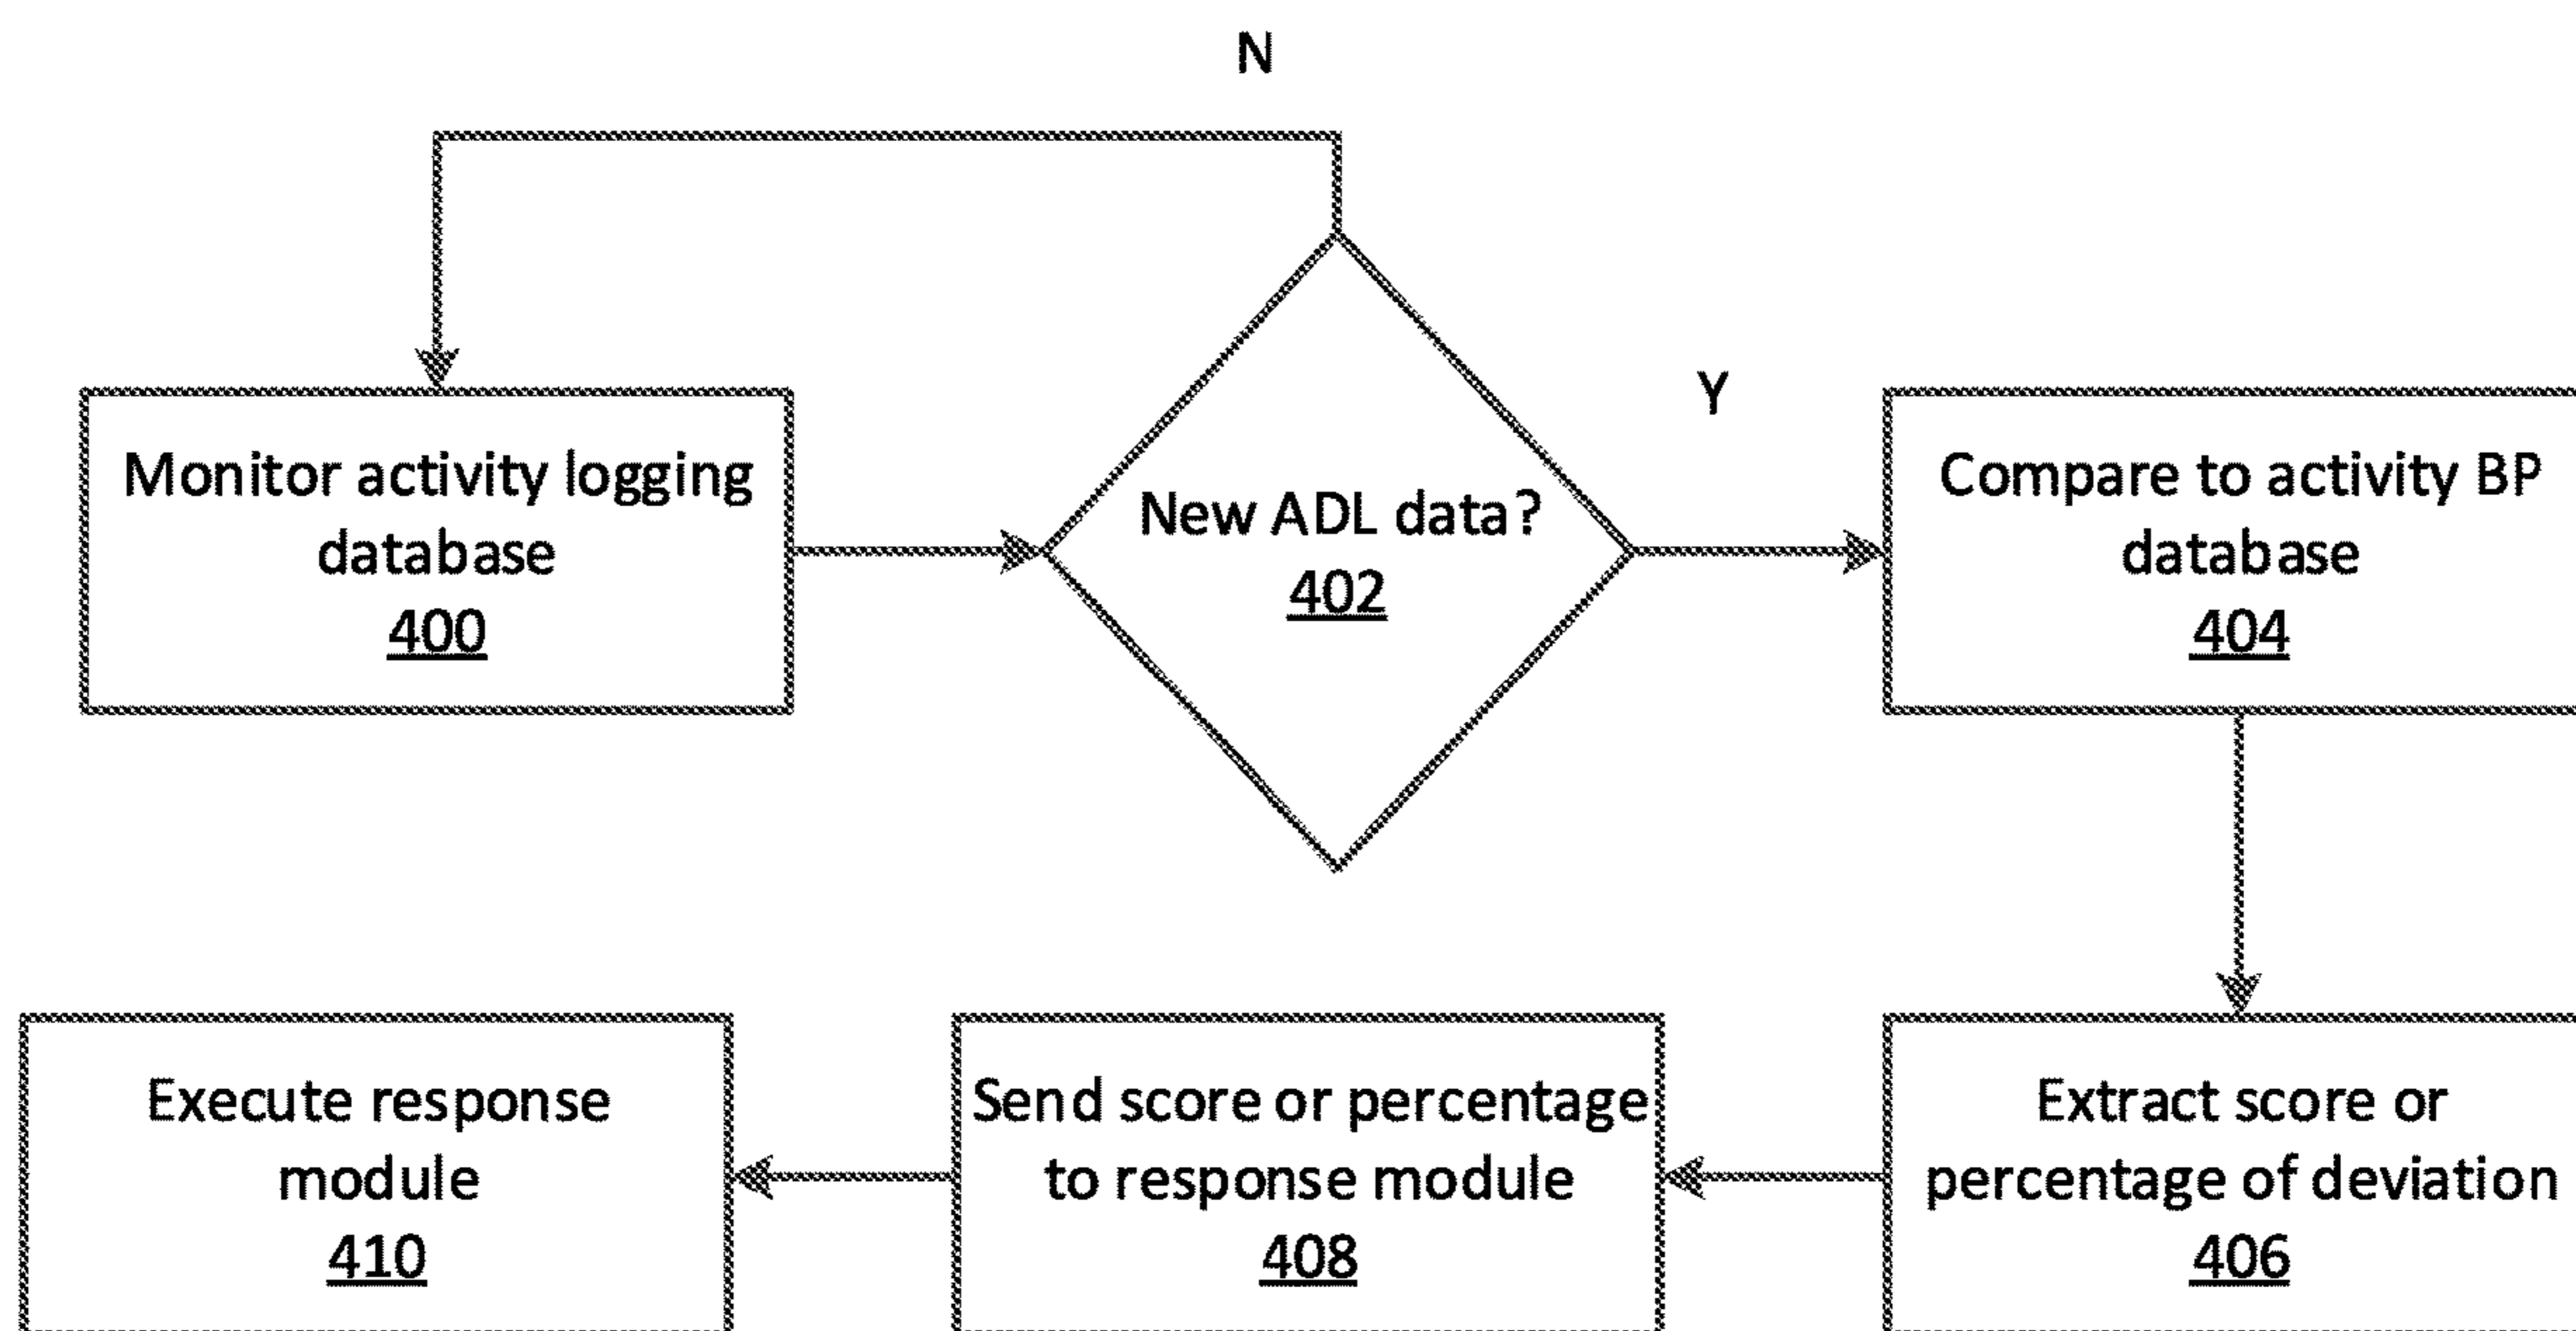 N
Y
Monitor activity logging
database
400
New ADL data?
402
Compare to activity BP
database
404
Extract score or
percentage of deviation
406
Send score or percentage
to response module
408
Execute response
module
410